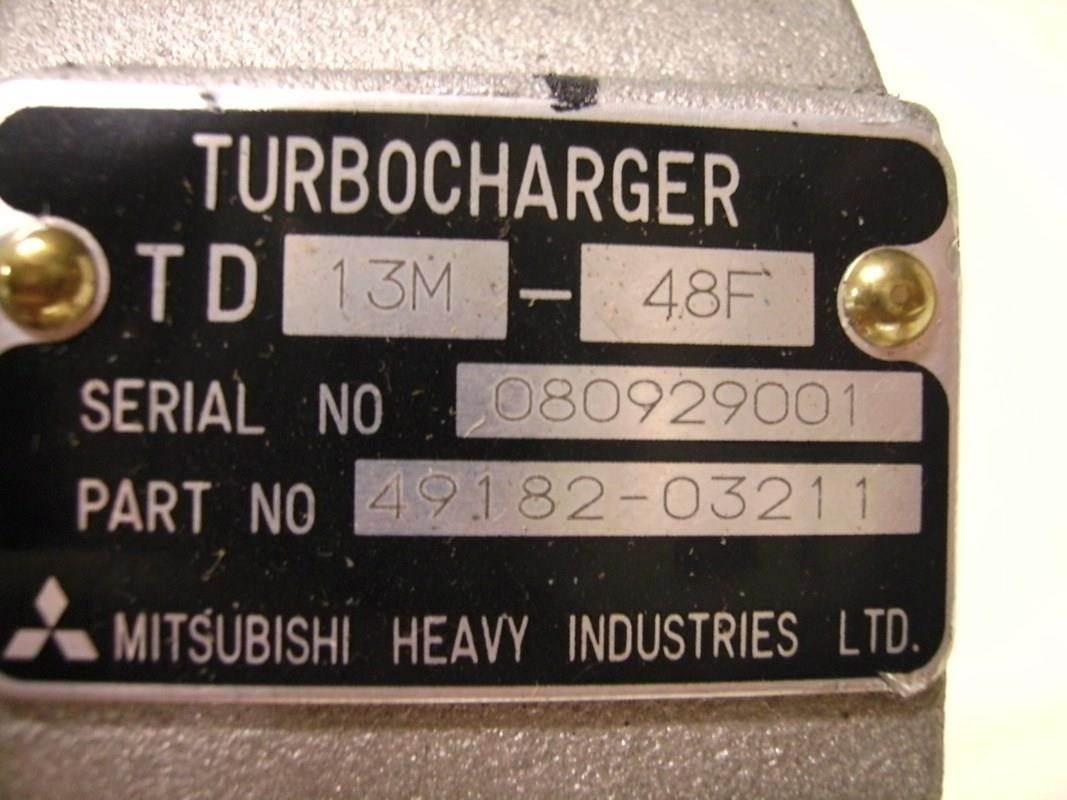 TURBOCHARGER
TD 13M - 48F
SERIAL NO 080929001
PART NO 49182-03211
MITSUBISHI HEAVY INDUSTRIES LTD.